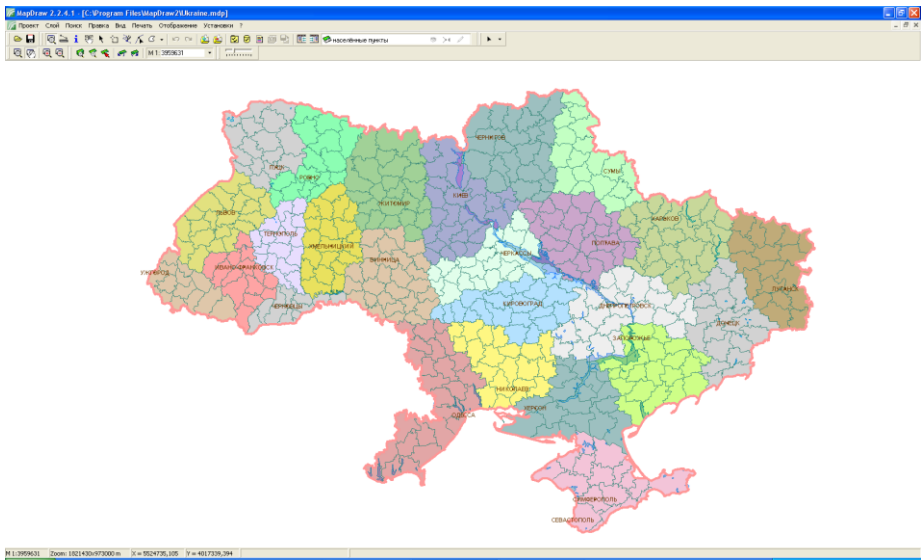 MapDraw 2.2.4.1 - [C:\Program Files\MapDraw2\Ukraine.mdp]
Проект Слой Поиск Правка Вид Печать Отображение Установки ?
населённые пункты
M 1: 3959631
ЧЕРНИГОВ
ЛУЦК
РОВНО
СУМЫ
КИЕВ
ЖИТОМИР
ЛЬВОВ
ХАРЬКОВ
ТЕРНОПОЛЬ
ХМЕЛЬНИЦКИЙ
ПОЛТАВА
ЧЕРКАССЫ
ВИННИЦА
ИВАНО-ФРАНКОВСК
УЖГОРОД
ЛУГАНСК
КИРОВОГРАД
ДНЕПРОПЕТРОВСК
ЧЕРНОВЦЫ
ДОНЕЦК
ЗАПОРОЖЬЕ
НИКОЛАЕВ
ХЕРСОН
ОДЕССА
СИМФЕРОПОЛЬ
СЕВАСТОПОЛЬ
M 1:3959631 Zoom: 1821430x973000 m X = 5524735,105 Y = 4017339,394